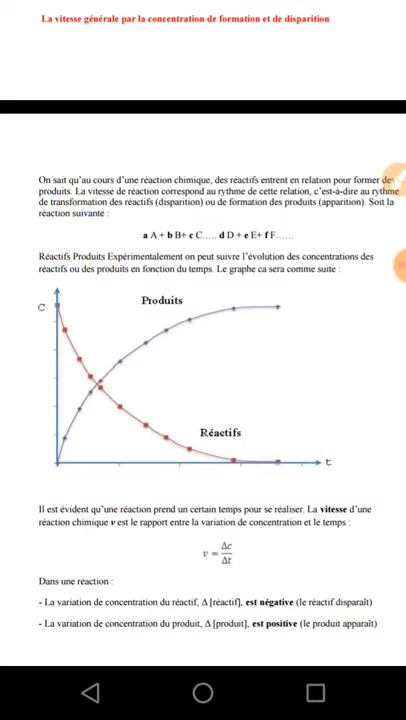 La vitesse générale par la concentration de formation et de disparition
On sait qu'au cours d'une réaction chimique, des réactifs entrent en relation pour former des
produits. La vitesse de réaction correspond au rythme de cette relation, c'est-à-dire au rythme
de transformation des réactifs (disparition) ou de formation des produits (apparition). Soit la
réaction suivante :
a A + b B+ c C…. d D + e E+ f F……
Réactifs Produits Expérimentalement on peut suivre l'évolution des concentrations des
réactifs ou des produits en fonction du temps. Le graphe ca sera comme suite :
C
Produits
Réactifs
t
Il est évident qu'une réaction prend un certain temps pour se réaliser. La vitesse d'une
réaction chimique v est le rapport entre la variation de concentration et le temps :
v = Δc/Δt
Dans une réaction :
- La variation de concentration du réactif, Δ [réactif], est négative (le réactif disparaît)
- La variation de concentration du produit, Δ [produit], est positive (le produit apparaît)